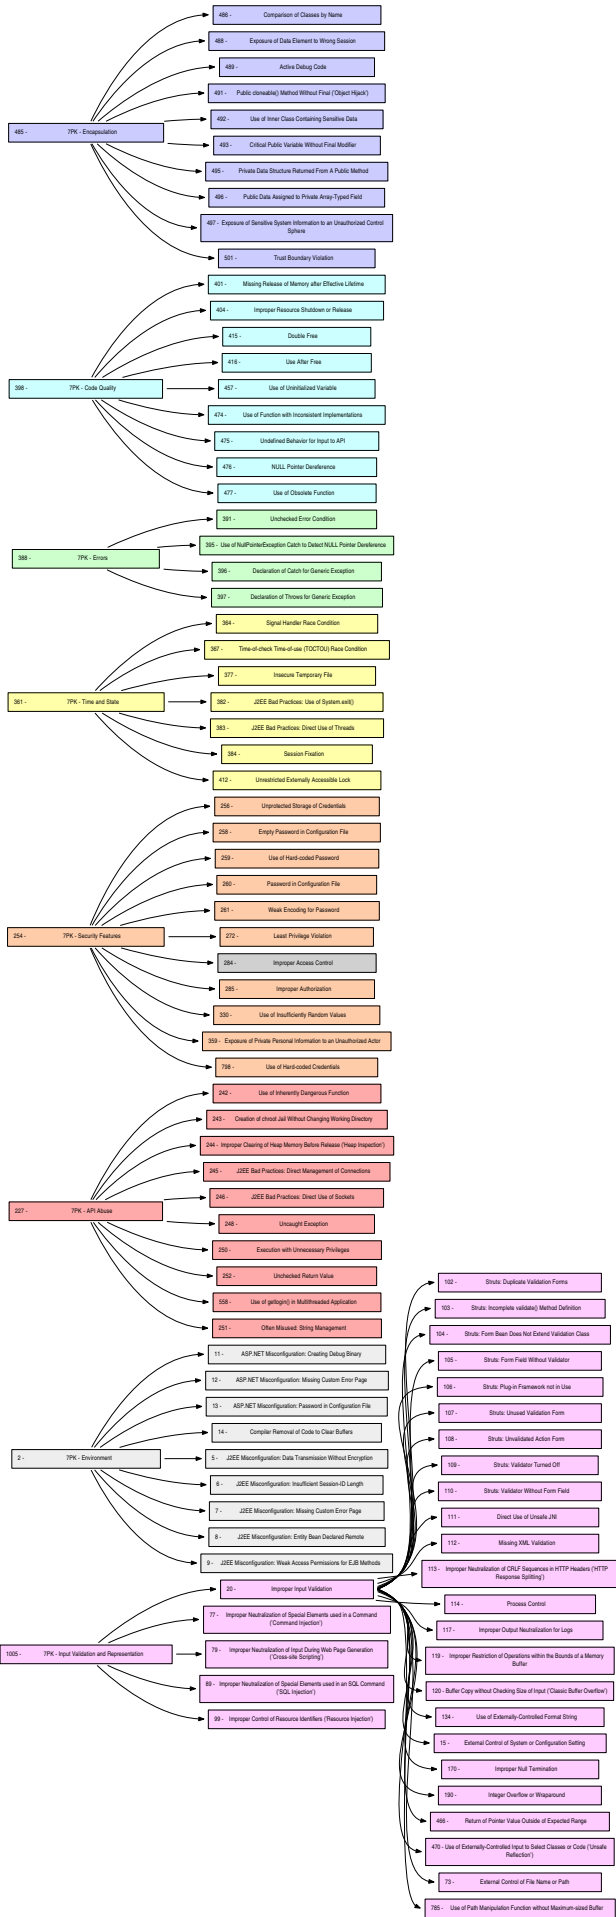 486 - Comparison of Classes by Name
488 - Exposure of Data Element to Wrong Session
489 - Active Debug Code
491 - Public cloneable() Method Without Final ('Object Hijack')
492 - Use of Inner Class Containing Sensitive Data
485 - 7PK - Encapsulation
493 - Critical Public Variable Without Final Modifier
495 - Private Data Structure Returned From A Public Method
496 - Public Data Assigned to Private Array-Typed Field
497 - Exposure of Sensitive System Information to an Unauthorized Control
Sphere
501 - Trust Boundary Violation
401 - Missing Release of Memory after Effective Lifetime
404 - Improper Resource Shutdown or Release
415 - Double Free
416 - Use After Free
398 - 7PK - Code Quality
457 - Use of Uninitialized Variable
474 - Use of Function with Inconsistent Implementations
475 - Undefined Behavior for Input to API
476 - NULL Pointer Dereference
477 - Use of Obsolete Function
391 - Unchecked Error Condition
395 - Use of NullPointerException Catch to Detect NULL Pointer Dereference
388 - 7PK - Errors
396 - Declaration of Catch for Generic Exception
397 - Declaration of Throws for Generic Exception
364 - Signal Handler Race Condition
367 - Time-of-check Time-of-use (TOCTOU) Race Condition
377 - Insecure Temporary File
361 - 7PK - Time and State
382 - J2EE Bad Practices: Use of System.exit()
383 - J2EE Bad Practices: Direct Use of Threads
384 - Session Fixation
412 - Unrestricted Externally Accessible Lock
256 - Unprotected Storage of Credentials
258 - Empty Password in Configuration File
259 - Use of Hard-coded Password
260 - Password in Configuration File
261 - Weak Encoding for Password
254 - 7PK - Security Features
272 - Least Privilege Violation
284 - Improper Access Control
285 - Improper Authorization
330 - Use of Insufficiently Random Values
359 - Exposure of Private Personal Information to an Unauthorized Actor
798 - Use of Hard-coded Credentials
242 - Use of Inherently Dangerous Function
243 - Creation of chroot Jail Without Changing Working Directory
244 - Improper Clearing of Heap Memory Before Release ('Heap Inspection')
245 - J2EE Bad Practices: Direct Management of Connections
246 - J2EE Bad Practices: Direct Use of Sockets
227 - 7PK - API Abuse
248 - Uncaught Exception
250 - Execution with Unnecessary Privileges
252 - Unchecked Return Value
558 - Use of getlogin() in Multithreaded Application
251 - Often Misused: String Management
11 - ASP.NET Misconfiguration: Creating Debug Binary
12 - ASP.NET Misconfiguration: Missing Custom Error Page
13 - ASP.NET Misconfiguration: Password in Configuration File
14 - Compiler Removal of Code to Clear Buffers
2 - 7PK - Environment
5 - J2EE Misconfiguration: Data Transmission Without Encryption
6 - J2EE Misconfiguration: Insufficient Session-ID Length
7 - J2EE Misconfiguration: Missing Custom Error Page
8 - J2EE Misconfiguration: Entity Bean Declared Remote
9 - J2EE Misconfiguration: Weak Access Permissions for EJB Methods
20 - Improper Input Validation
77 - Improper Neutralization of Special Elements used in a Command
('Command Injection')
1005 - 7PK - Input Validation and Representation
79 - Improper Neutralization of Input During Web Page Generation
('Cross-site Scripting')
89 - Improper Neutralization of Special Elements used in an SQL Command
('SQL Injection')
99 - Improper Control of Resource Identifiers ('Resource Injection')
102 - Struts: Duplicate Validation Forms
103 - Struts: Incomplete validate() Method Definition
104 - Struts: Form Bean Does Not Extend Validation Class
105 - Struts: Form Field Without Validator
106 - Struts: Plug-in Framework not in Use
107 - Struts: Unused Validation Form
108 - Struts: Unvalidated Action Form
109 - Struts: Validator Turned Off
110 - Struts: Validator Without Form Field
111 - Direct Use of Unsafe JNI
112 - Missing XML Validation
113 - Improper Neutralization of CRLF Sequences in HTTP Headers ('HTTP
Response Splitting')
114 - Process Control
117 - Improper Output Neutralization for Logs
119 - Improper Restriction of Operations within the Bounds of a Memory
Buffer
120 - Buffer Copy without Checking Size of Input ('Classic Buffer Overflow')
134 - Use of Externally-Controlled Format String
15 - External Control of System or Configuration Setting
170 - Improper Null Termination
190 - Integer Overflow or Wraparound
466 - Return of Pointer Value Outside of Expected Range
470 - Use of Externally-Controlled Input to Select Classes or Code ('Unsafe
Reflection')
73 - External Control of File Name or Path
785 - Use of Path Manipulation Function without Maximum-sized Buffer